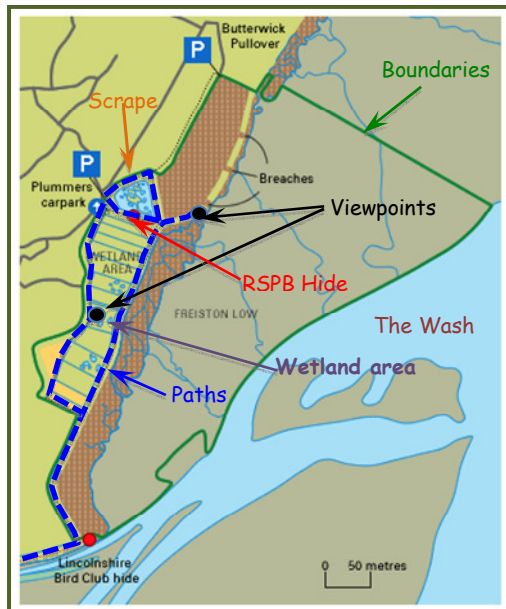 Butterwick
Pullover
P
Boundaries
Scrape
P
Plummers
carpark
Breaches
Viewpoints
WETLAND
AREA
RSPB Hide
FREISTON LOW
The Wash
Wetland area
Paths
Lincolnshire
Bird Club hide
0 50 metres